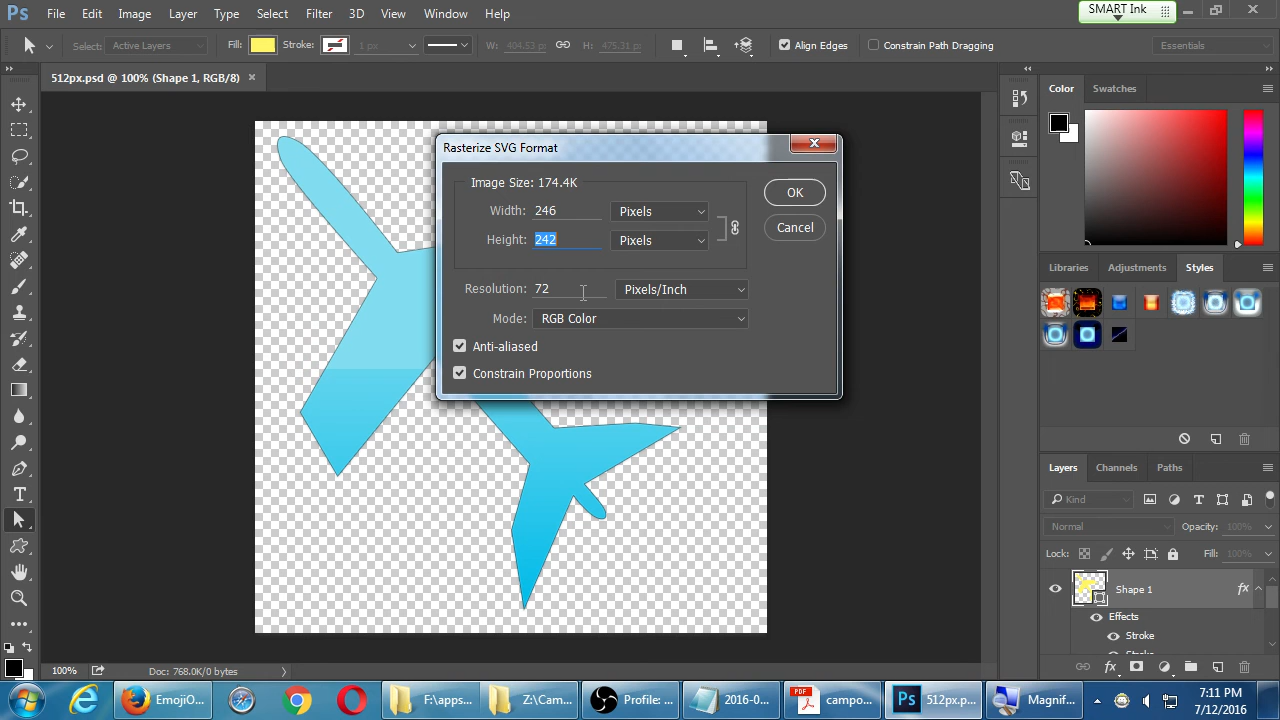 Ps File Edit Image Layer Type Select Filter 3D View Window Help SMART Ink
Select: Active Layers Fill: Stroke: 1 px W: 404.53 pi H: 475.31 pi Align Edges Constrain Path Dragging Essentials
512px.psd @ 100% (Shape 1, RGB/8) ×
Color Swatches
Rasterize SVG Format
Image Size: 174.4K
OK
Width: 246 Pixels
Cancel
Height: 242 Pixels
Resolution: 72 Pixels/Inch
Mode: RGB Color
Anti-aliased
Constrain Proportions
Libraries Adjustments Styles
Layers Channels Paths
Kind
Normal Opacity: 100%
Lock: Fill: 100%
Shape 1 fx
Effects
Stroke
100% Doc: 768.0K/0 bytes
EmojiO... F:\apps... Z:\Cam... Profile: ... 2016-0... PDF campo... Ps 512px.p... Magnif...
7:11 PM
7/12/2016